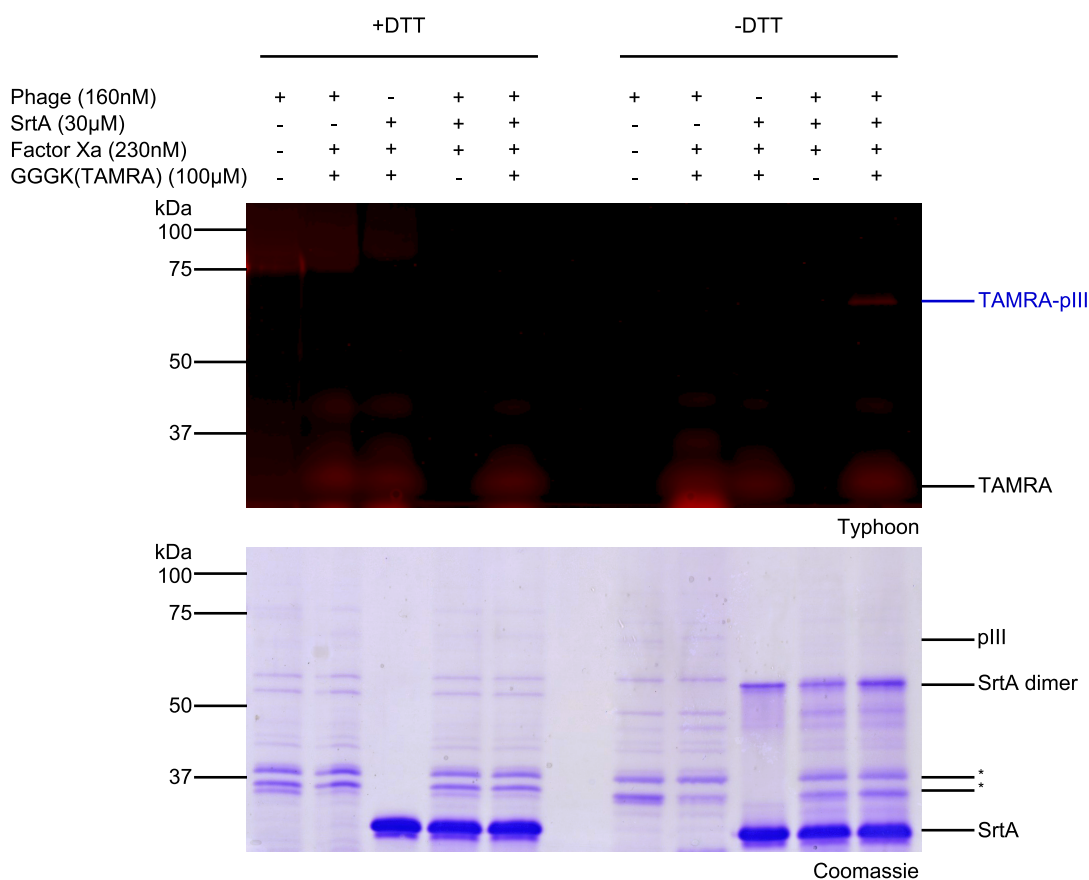 +DTT -DTT
Phage (160nM) + + - + + + + - + +
SrtA (30µM) - - + + + - - + + +
Factor Xa (230nM) - + + + + - + + + +
GGGK(TAMRA) (100µM) - + + - + - + + - +
kDa
100
75
TAMRA-pIII
50
37
TAMRA
Typhoon
kDa
100
75
pIII
SrtA dimer
50
37 *
*
SrtA
Coomassie